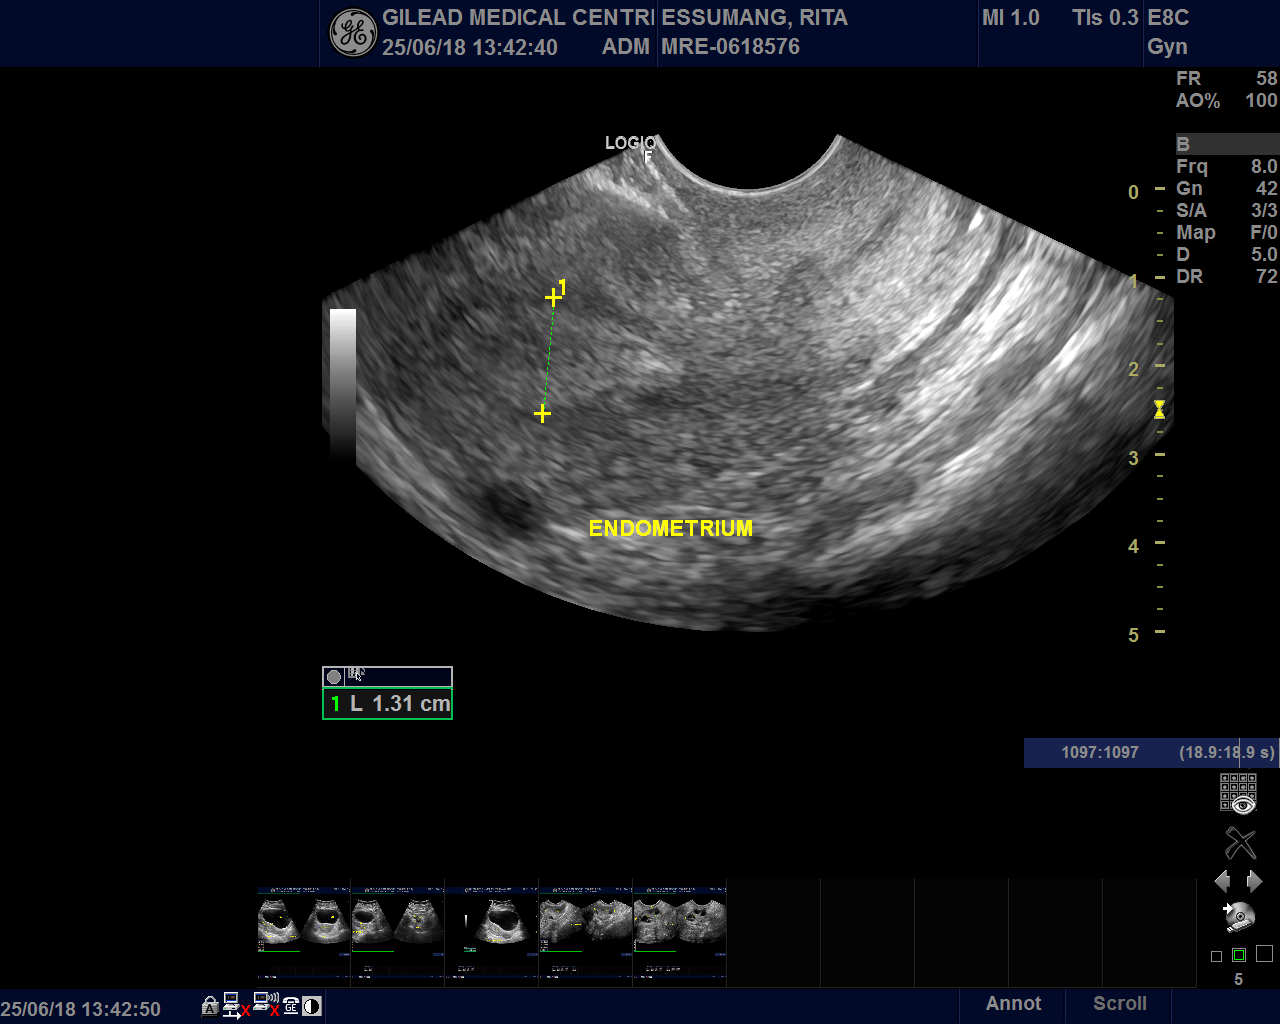 GILEAD MEDICAL CENTR
ESSUMANG, RITA
MI 1.0 TIs 0.3 E8C
25/06/18 13:42:40 ADM MRE-0618576
Gyn
FR 58
AO% 100
B
Frq 8.0
Gn 42
S/A 3/3
Map F/0
D 5.0
DR 72
LOGIQ
F
0
1
2
3
4
5
1
ENDOMETRIUM
1 L 1.31 cm
1097:1097 (18.9:18.9 s)
5
25/06/18 13:42:50
Annot Scroll